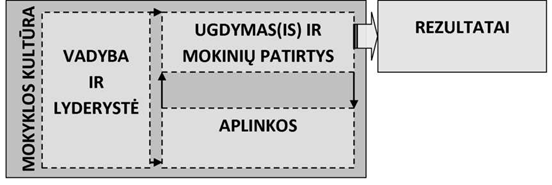 MOKYKLOS KULTŪRA
VADYBA
IR
LYDERYSTĖ
UGDYMAS(IS) IR
MOKINIŲ PATIRTYS
APLINKOS
REZULTATAI